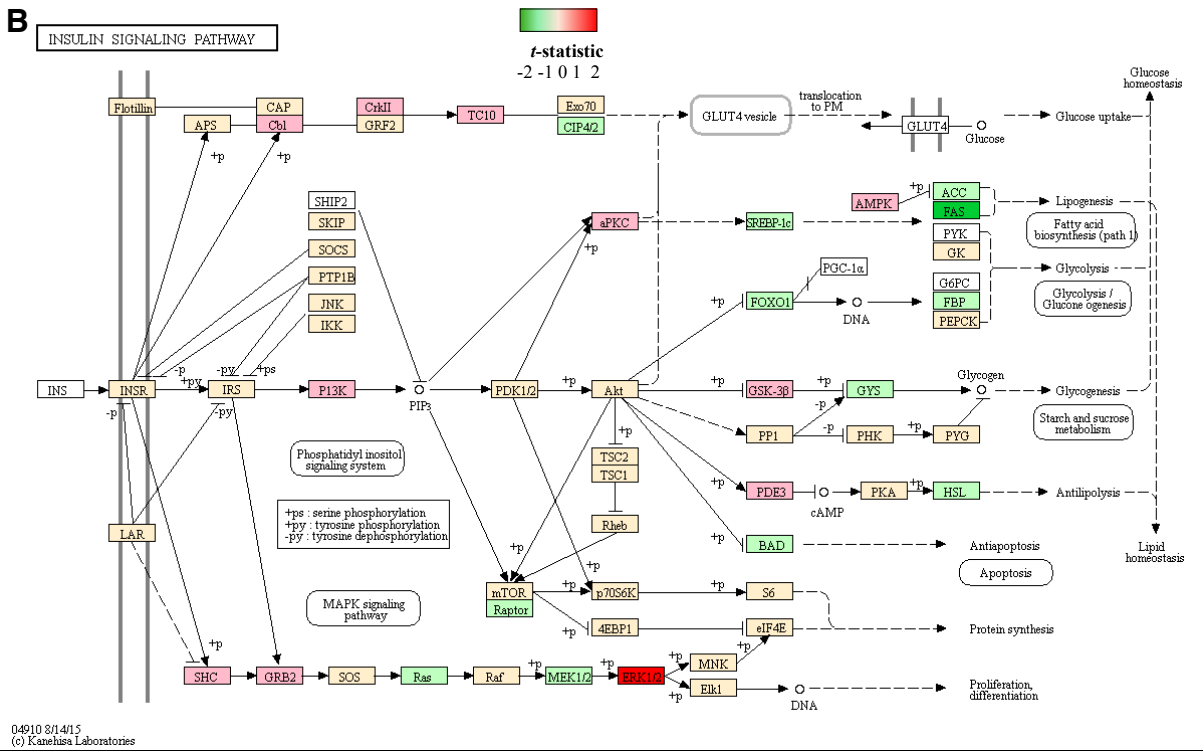 B
INSULIN SIGNALING PATHWAY
t-statistic
-2 -1 0 1 2
Glucose
homeostasis
Flotillin
CAP
CrkII
Exo70
translocation
to PM
APS
Cbl
GRF2
TC10
CIP4/2
GLUT4 vesicle
GLUT4
Glucose
Glucose uptake
+p
+p
SHIP2
SKIP
SOCS
PTP1B
JNK
IKK
aPKC
+p
SREBP-1c
AMPK
+p
ACC
FAS
Lipogenesis
Fatty acid
biosynthesis (path 1)
PYK
GK
PGC-1α
G6PC
FBP
PEPCK
Glycolysis
Glycolysis /
Glucone ogenesis
+p
FOXO1
DNA
INS
INSR
-p
+py
-py
+ps
IRS
P13K
PIP3
PDK1/2
+p
Akt
+p
GSK-3β
+p
GYS
Glycogen
Glycogenesis
-p
-py
-p
PP1
-p
PHK
+p
PYG
Starch and sucrose
metabolism
+p
Phosphatidyl inositol
signaling system
TSC2
TSC1
+p
PDE3
cAMP
PKA
+p
HSL
Antilipolysis
+ps : serine phosphorylation
+py : tyrosine phosphorylation
-py : tyrosine dephosphorylation
LAR
Rheb
+p
+p
BAD
Antiapoptosis
Apoptosis
Lipid
homeostasis
+p
mTOR
Raptor
+p
p70S6K
+p
S6
MAPK signaling
pathway
+p
4EBP1
eIF4E
Protein synthesis
+p
SHC
GRB2
SOS
Ras
Raf
+p
MEK1/2
+p
ERK1/2
+p
MNK
+p
+p
Elk1
DNA
Proliferation,
differentiation
04910 8/14/15
(c) Kanehisa Laboratories